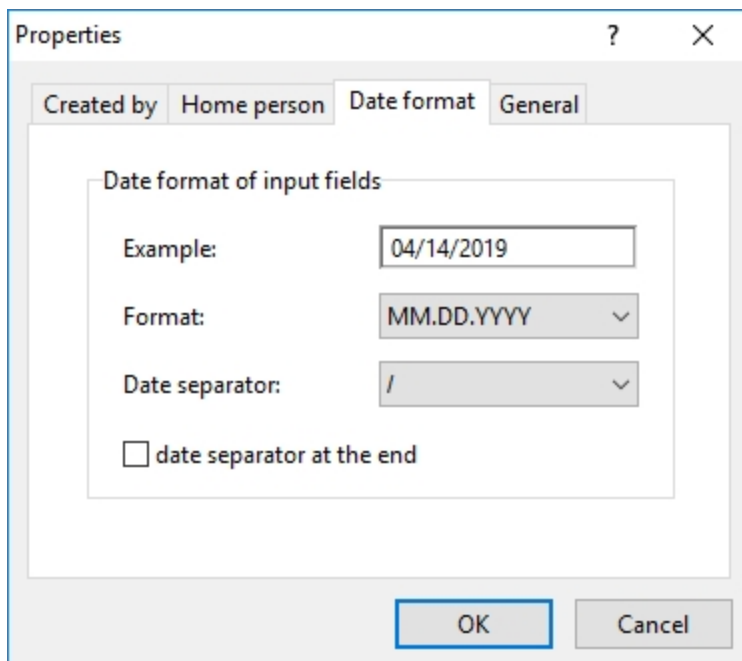 Properties
Created by Home person Date format General
Date format of input fields
Example: 04/14/2019
Format: MM.DD.YYYY
Date separator: /
date separator at the end
OK Cancel